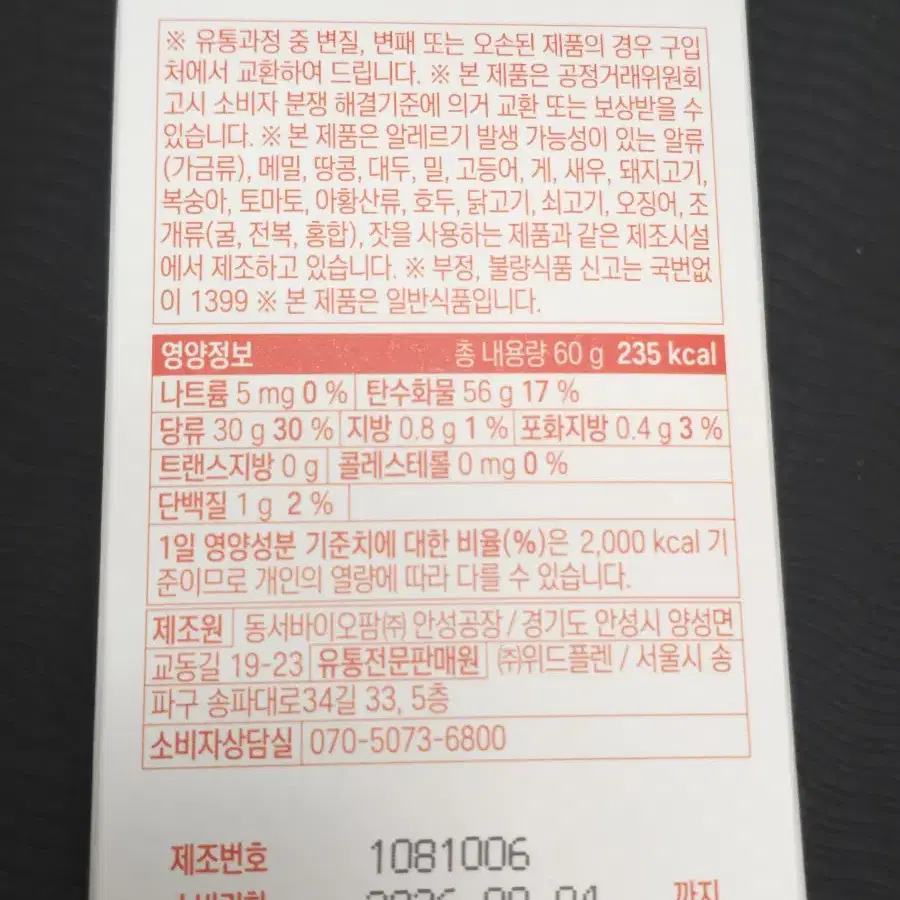 ※ 유통과정 중 변질, 변패 또는 오손된 제품의 경우 구입
처에서 교환하여 드립니다. ※ 본 제품은 공정거래위원회
고시 소비자 분쟁 해결기준에 의거 교환 또는 보상받을 수
있습니다. ※ 본 제품은 알레르기 발생 가능성이 있는 알류
(가금류), 메밀, 땅콩, 대두, 밀, 고등어, 게, 새우, 돼지고기,
복숭아, 토마토, 아황산류, 호두, 닭고기, 쇠고기, 오징어, 조
개류(굴, 전복, 홍합), 잣을 사용하는 제품과 같은 제조시설
에서 제조하고 있습니다. ※ 부정, 불량식품 신고는 국번없
이 1399 ※ 본 제품은 일반식품입니다.
영양정보 총 내용량 60 g 235 kcal
나트륨 5 mg 0 % 탄수화물 56 g 17 %
당류 30 g 30 % 지방 0.8 g 1 % 포화지방 0.4 g 3 %
트랜스지방 0 g 콜레스테롤 0 mg 0 %
단백질 1 g 2 %
1일 영양성분 기준치에 대한 비율(%)은 2,000 kcal 기
준이므로 개인의 열량에 따라 다를 수 있습니다.
제조원 동서바이오팜㈜ 안성공장 / 경기도 안성시 양성면
교동길 19-23 유통전문판매원 ㈜위드플렌 / 서울시 송
파구 송파대로34길 33, 5층
소비자상담실 070-5073-6800
제조번호 1081006
까지